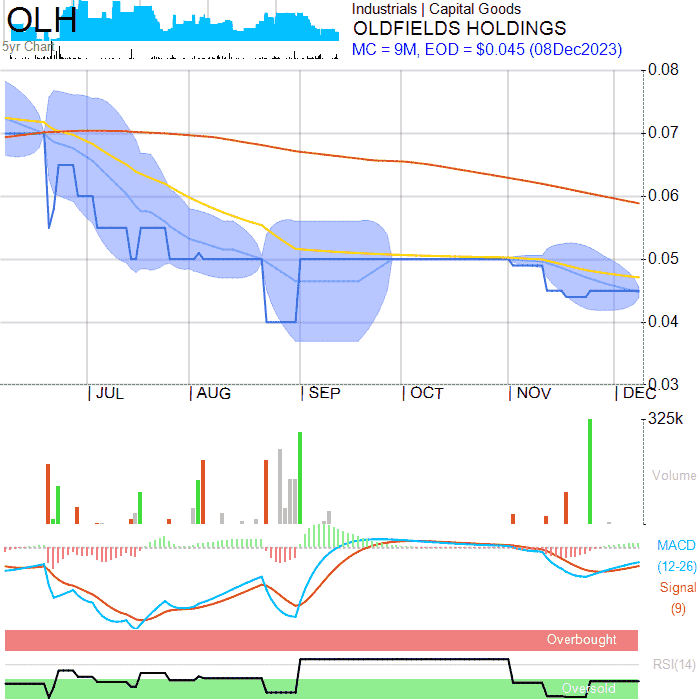 OLH
5yr Chart
Industrials | Capital Goods
OLDFIELDS HOLDINGS
MC = 9M, EOD = $0.045 (08Dec2023)
0.08
0.07
0.06
0.05
0.04
0.03
JUL
AUG
SEP
OCT
NOV
DEC
325k
Volume
MACD
(12-26)
Signal
(9)
Overbought
RSI(14)
Oversold